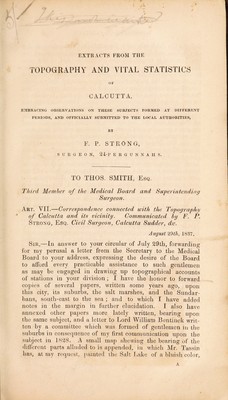 EXTRACTS FROM THE
TOPOGRAPHY AND VITAL STATISTICS
OF
CALCUTTA,
EMBRACING OBSERVATIONS ON THESE SUBJECTS FORMED AT DIFFERENT
PERIODS, AND OFFICIALLY SUBMITTED TO THE LOCAL AUTHORITIES,
BY
F. P. STRONG,
SURGEON, 24-PERGUNNAHS.
TO THOS. SMITH, ESQ.
Third Member of the Medical Board and Superintending
Surgeon.
ART. VII.—Correspondence connected with the Topography
of Calcutta and its vicinity. Communicated by F. P.
STRONG, ESQ. Civil Surgeon, Calcutta Sudder, &c.
August 29th, 1837.
SIR,—In answer to your circular of July 29th, forwarding
for my perusal a letter from the Secretary to the Medical
Board to your address, expressing the desire of the Board
to afford every practicable assistance to such gentlemen
as may be engaged in drawing up topographical accounts
of stations in your division; I have the honor to forward
copies of several papers, written some years ago, upon
this city, its suburbs, the salt marshes, and the Sundar-
bans, south-east to the sea; and to which I have added
notes in the margin in further elucidation. I also have
annexed other papers more lately written, bearing upon
the same subject, and a letter to Lord William Bentinck writ-
ten by a committee which was formed of gentlemen in the
suburbs in consequence of my first communication upon the
subject in 1828. A small map shewing the bearing of the
different parts alluded to is appended, in which Mr. Tassin
has, at my request, painted the Salt Lake of a bluish color,
A